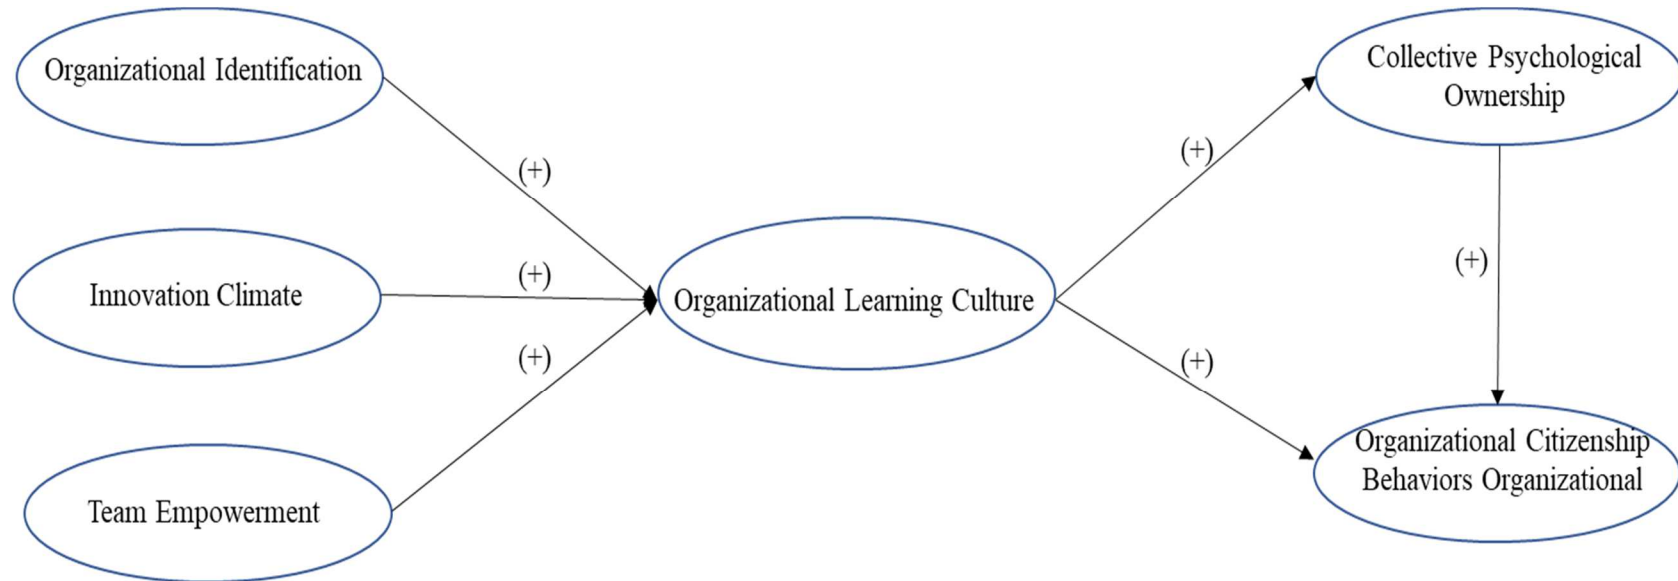 Organizational Identification
(+)
Innovation Climate
(+)
Team Empowerment
(+)
Organizational Learning Culture
(+)
(+)
Collective Psychological
Ownership
(+)
Organizational Citizenship
Behaviors Organizational